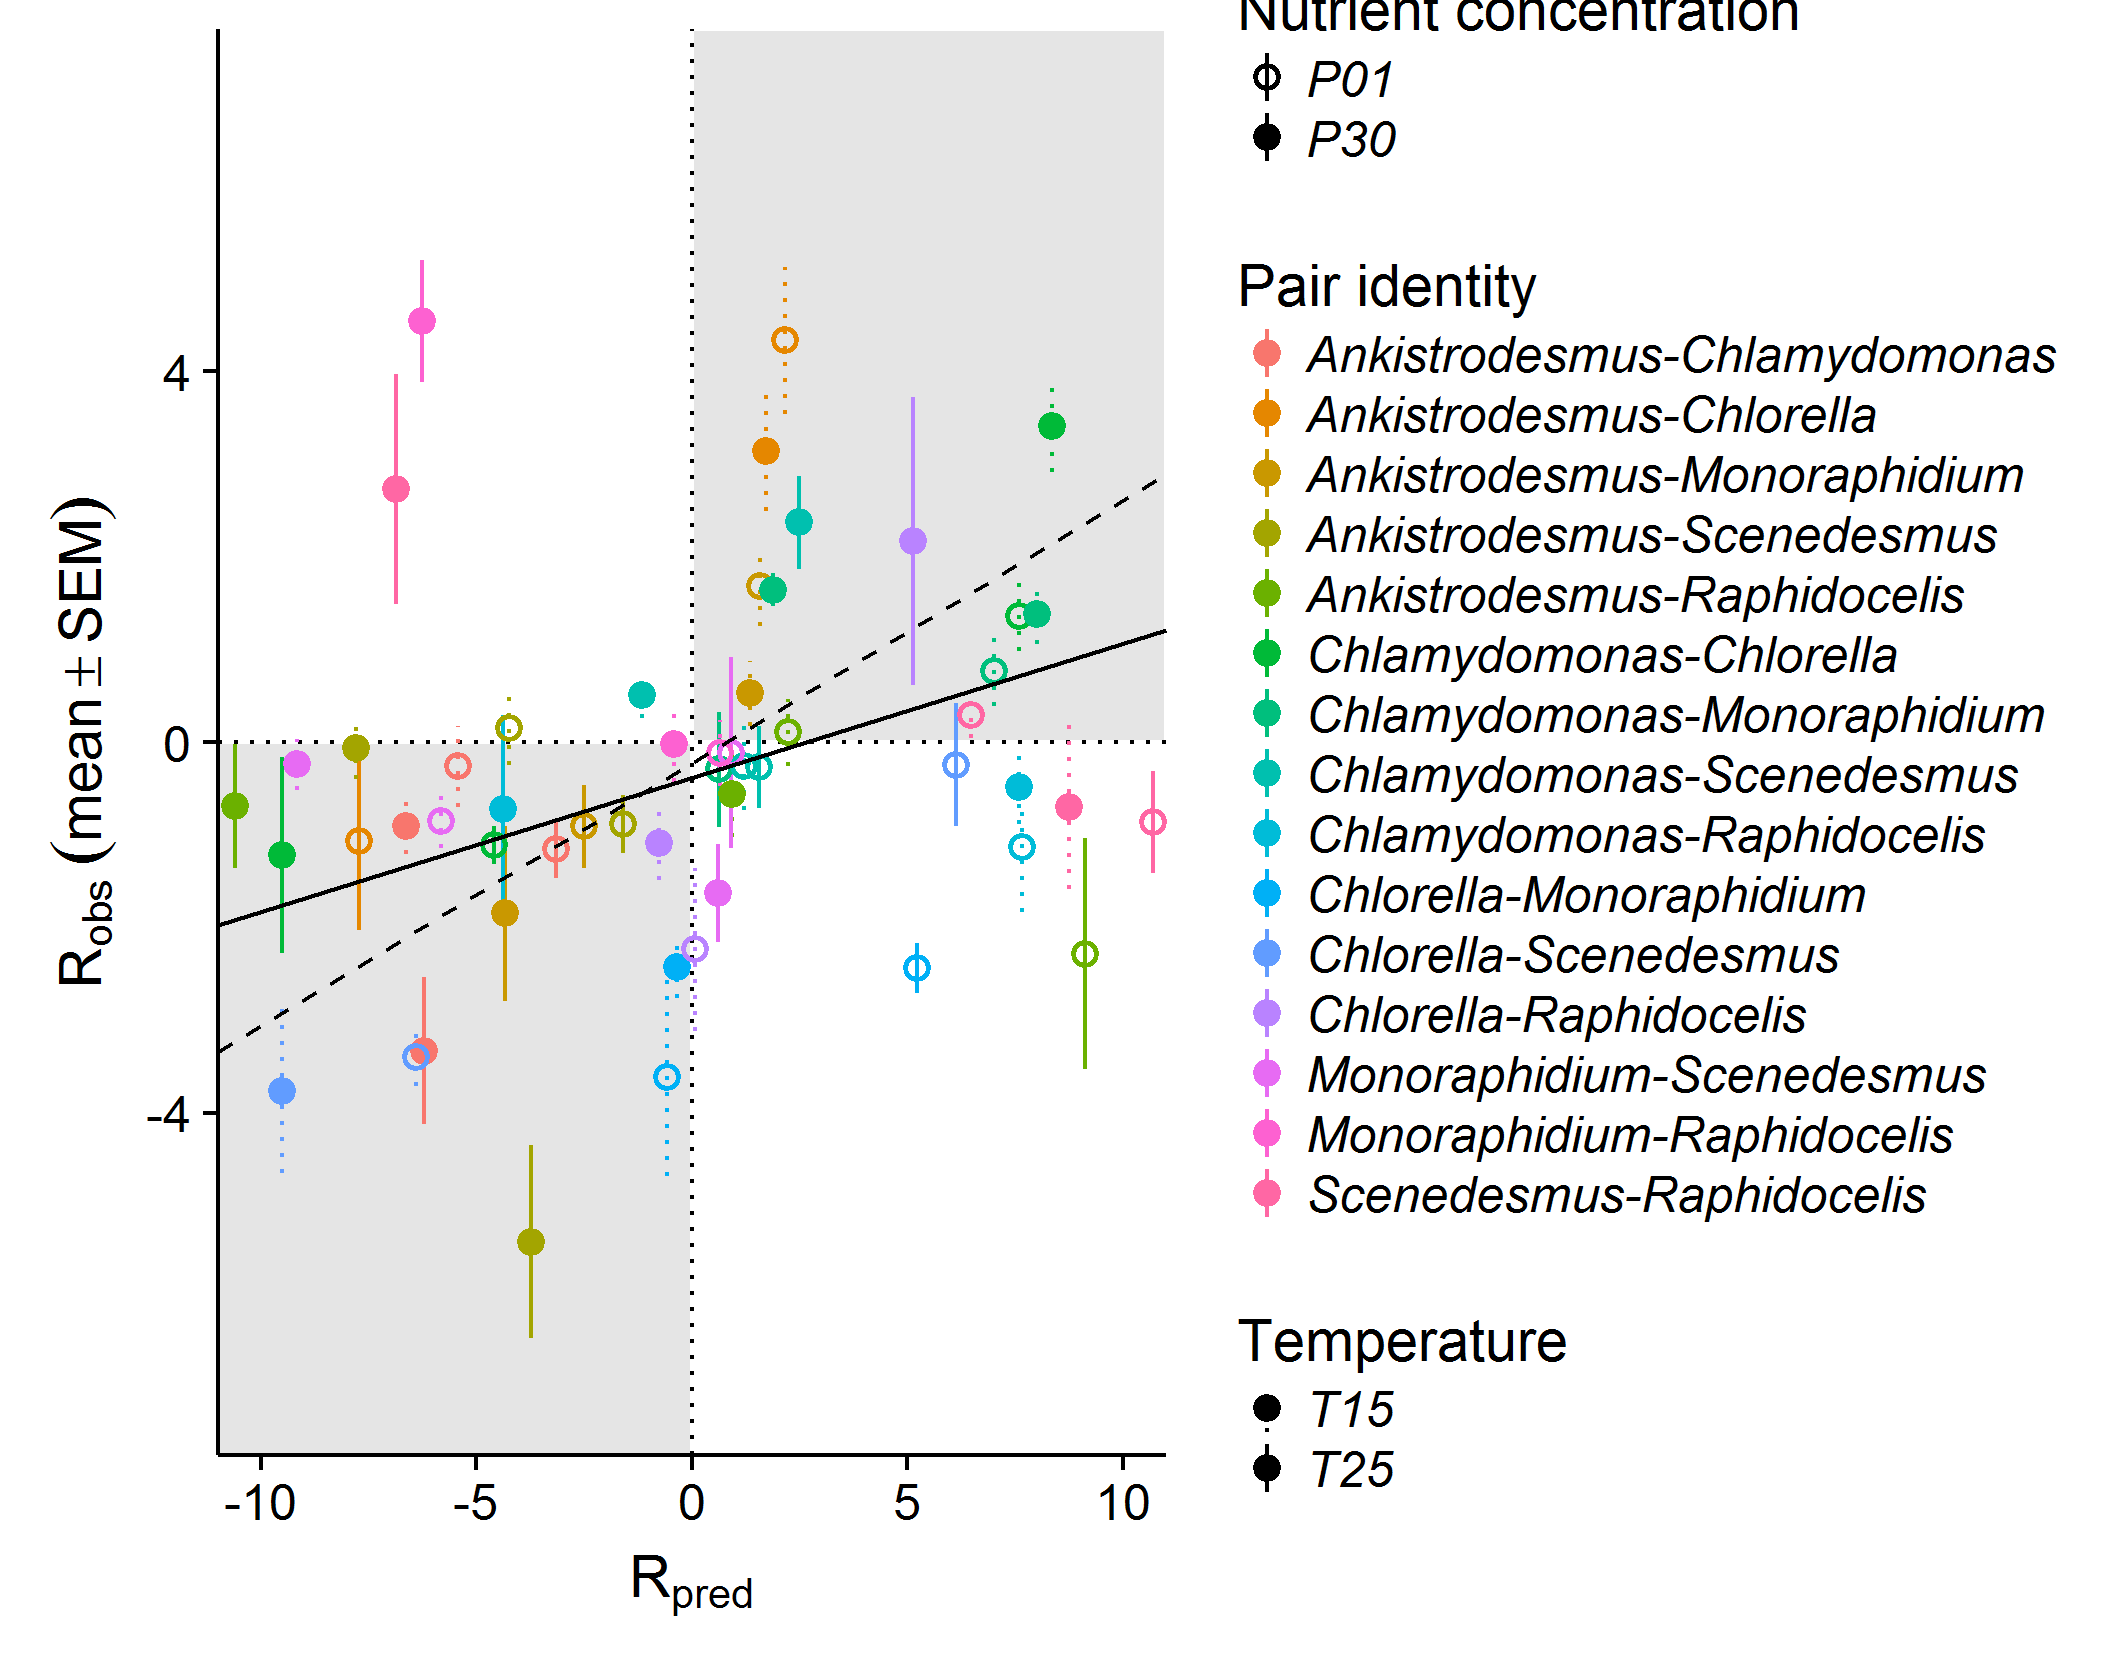 Nutrient concentration
P01
P30
Pair identity
Ankistrodesmus-Chlamydomonas
Ankistrodesmus-Chlorella
Ankistrodesmus-Monoraphidium
Ankistrodesmus-Scenedesmus
Ankistrodesmus-Raphidocelis
Chlamydomonas-Chlorella
Chlamydomonas-Monoraphidium
Chlamydomonas-Scenedesmus
Chlamydomonas-Raphidocelis
Chlorella-Monoraphidium
Chlorella-Scenedesmus
Chlorella-Raphidocelis
Monoraphidium-Scenedesmus
Monoraphidium-Raphidocelis
Scenedesmus-Raphidocelis
Temperature
T15
T25
4
0
-4
Robs (mean ± SEM)
-10 -5 0 5 10
Rpred